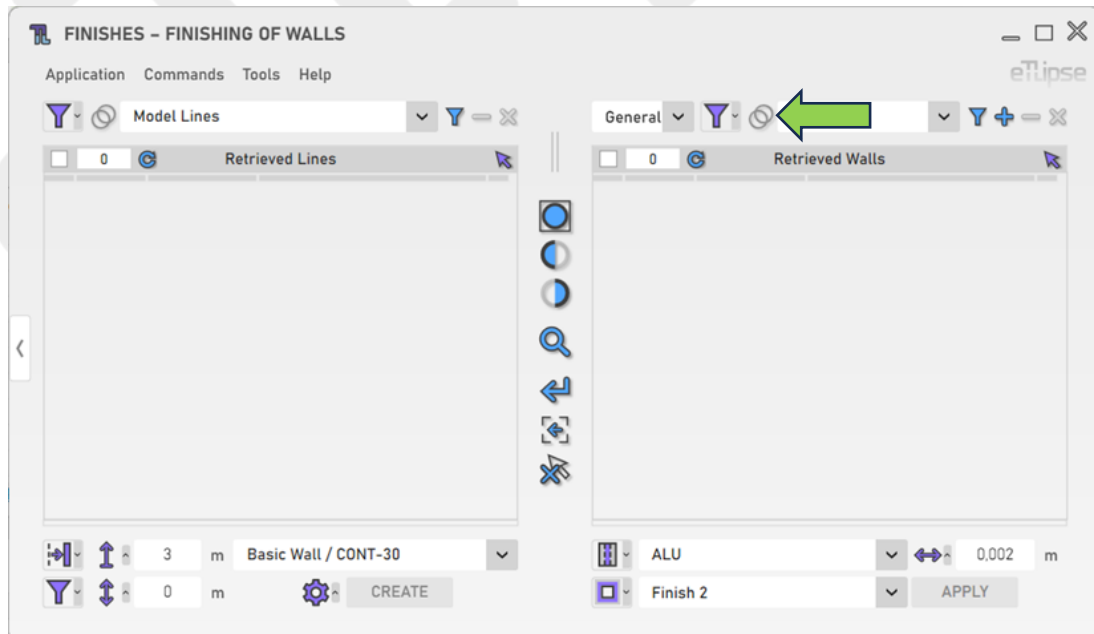 FINISHES – FINISHING OF WALLS
Application Commands Tools Help
eTLipse
Model Lines
General
0 Retrieved Lines
0 Retrieved Walls
3 m Basic Wall / CONT-30
ALU 0,002 m
0 m CREATE
Finish 2 APPLY